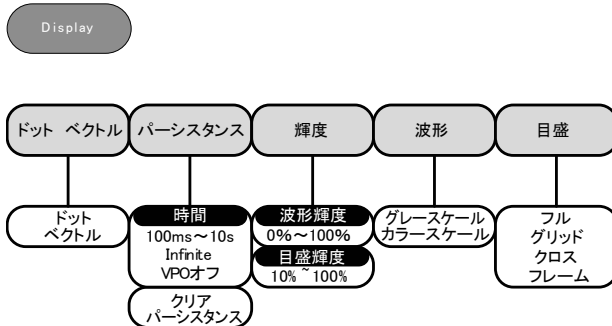 Display
ドット ベクトル
パーシスタンス
輝度
波形
目盛
ドット
ベクトル
時間
100ms～10s
Infinite
VPOオフ
クリア
パーシスタンス
波形輝度
0%～100%
目盛輝度
10%~100%
グレースケール
カラースケール
フル
グリッド
クロス
フレーム